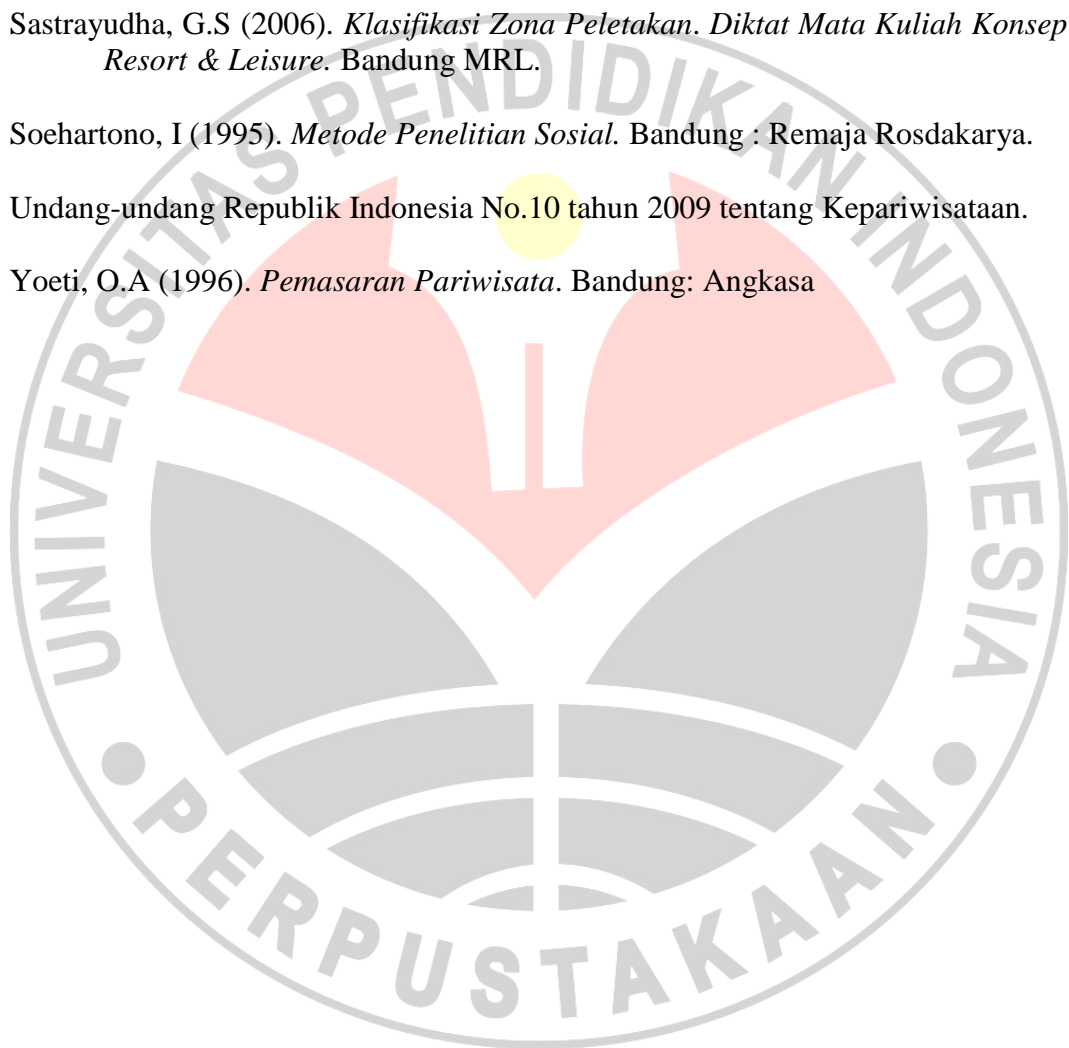 Sastrayudha, G.S (2006). Klasifikasi Zona Peletakan. Diktat Mata Kuliah Konsep
Resort & Leisure. Bandung MRL.
Soehartono, I (1995). Metode Penelitian Sosial. Bandung : Remaja Rosdakarya.
Undang-undang Republik Indonesia No.10 tahun 2009 tentang Kepariwisataan.
Yoeti, O.A (1996). Pemasaran Pariwisata. Bandung: Angkasa
UNIVERSITAS PENDIDIKAN INDONESIA
PERPUSTAKAAN